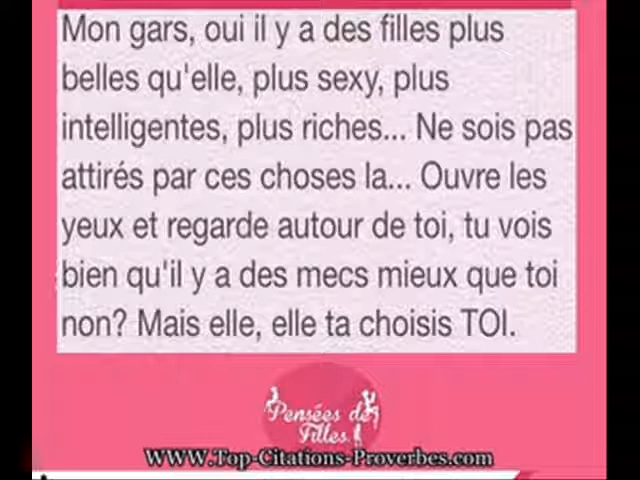 Mon gars, oui il y a des filles plus
belles qu'elle, plus sexy, plus
intelligentes, plus riches... Ne sois pas
attirés par ces choses la... Ouvre les
yeux et regarde autour de toi, tu vois
bien qu'il y a des mecs mieux que toi
non? Mais elle, elle ta choisis TOI.
Pensées de
Filles
WWW.Top-Citations-Proverbes.com